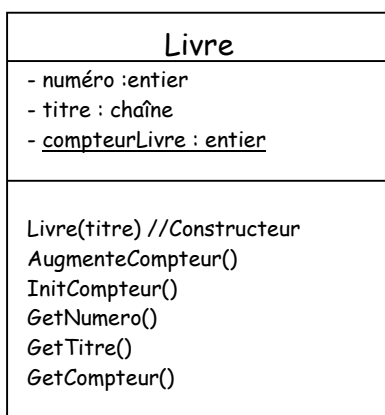 Livre
- numéro :entier
- titre : chaîne
- compteurLivre : entier
Livre(titre) //Constructeur
AugmenteCompteur()
InitCompteur()
GetNumero()
GetTitre()
GetCompteur()